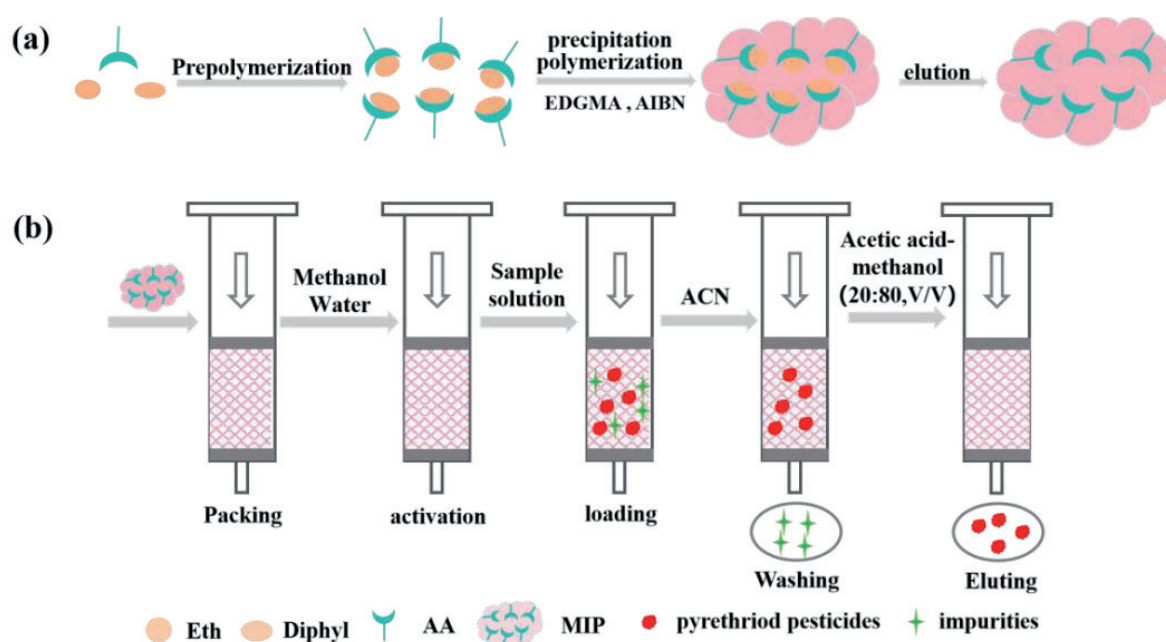 (a)
Prepolymerization
precipitation
polymerization
EDGMA , AIBN
elution
(b)
Methanol
Water
Sample
solution
ACN
Acetic acid-
methanol
(20:80,V/V)
Packing
activation
loading
Washing
Eluting
Eth
Diphyl
AA
MIP
pyrethriod pesticides
impurities